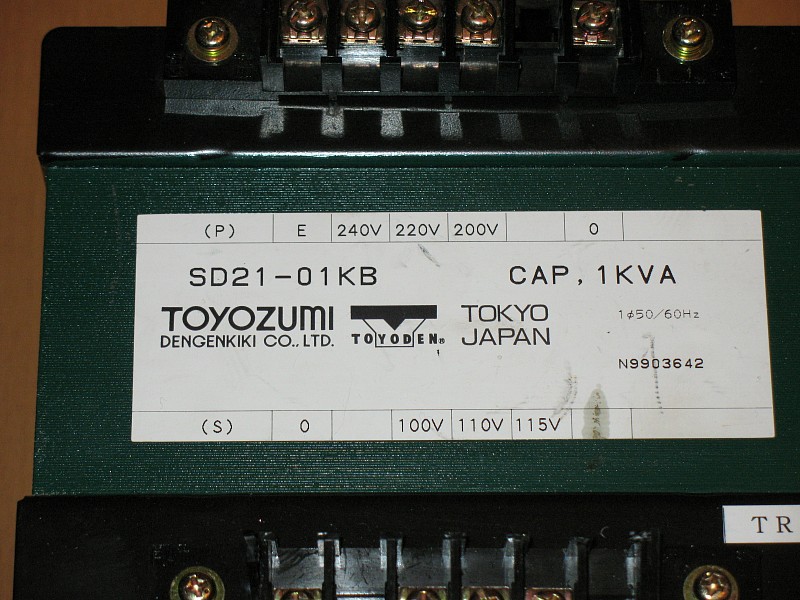 (P) E 240V 220V 200V 0
SD21-01KB CAP, 1KVA
TOYOZUMI
DENGENKIKI CO., LTD.
TOYODEN®
TOKYO
JAPAN
1φ50/60Hz
N9903642
(S) 0 100V 110V 115V
TR